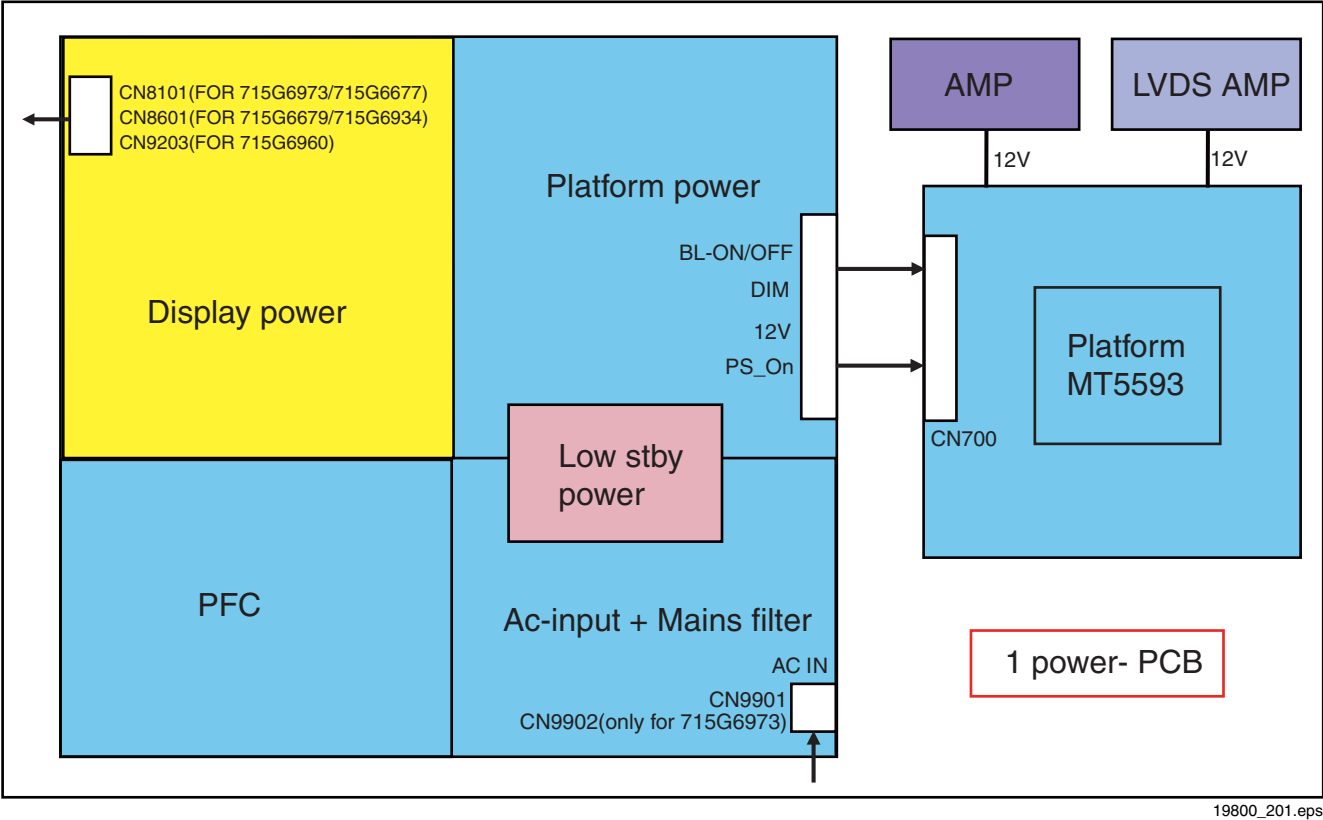 CN8101(FOR 715G6973/715G6677)
CN8601(FOR 715G6679/715G6934)
CN9203(FOR 715G6960)
Display power
Platform power
BL-ON/OFF
DIM
12V
PS_On
Low stby
power
PFC
Ac-input + Mains filter
AC IN
CN9901
CN9902(only for 715G6973)
AMP
LVDS AMP
12V
12V
Platform
MT5593
CN700
1 power- PCB
19800_201.eps